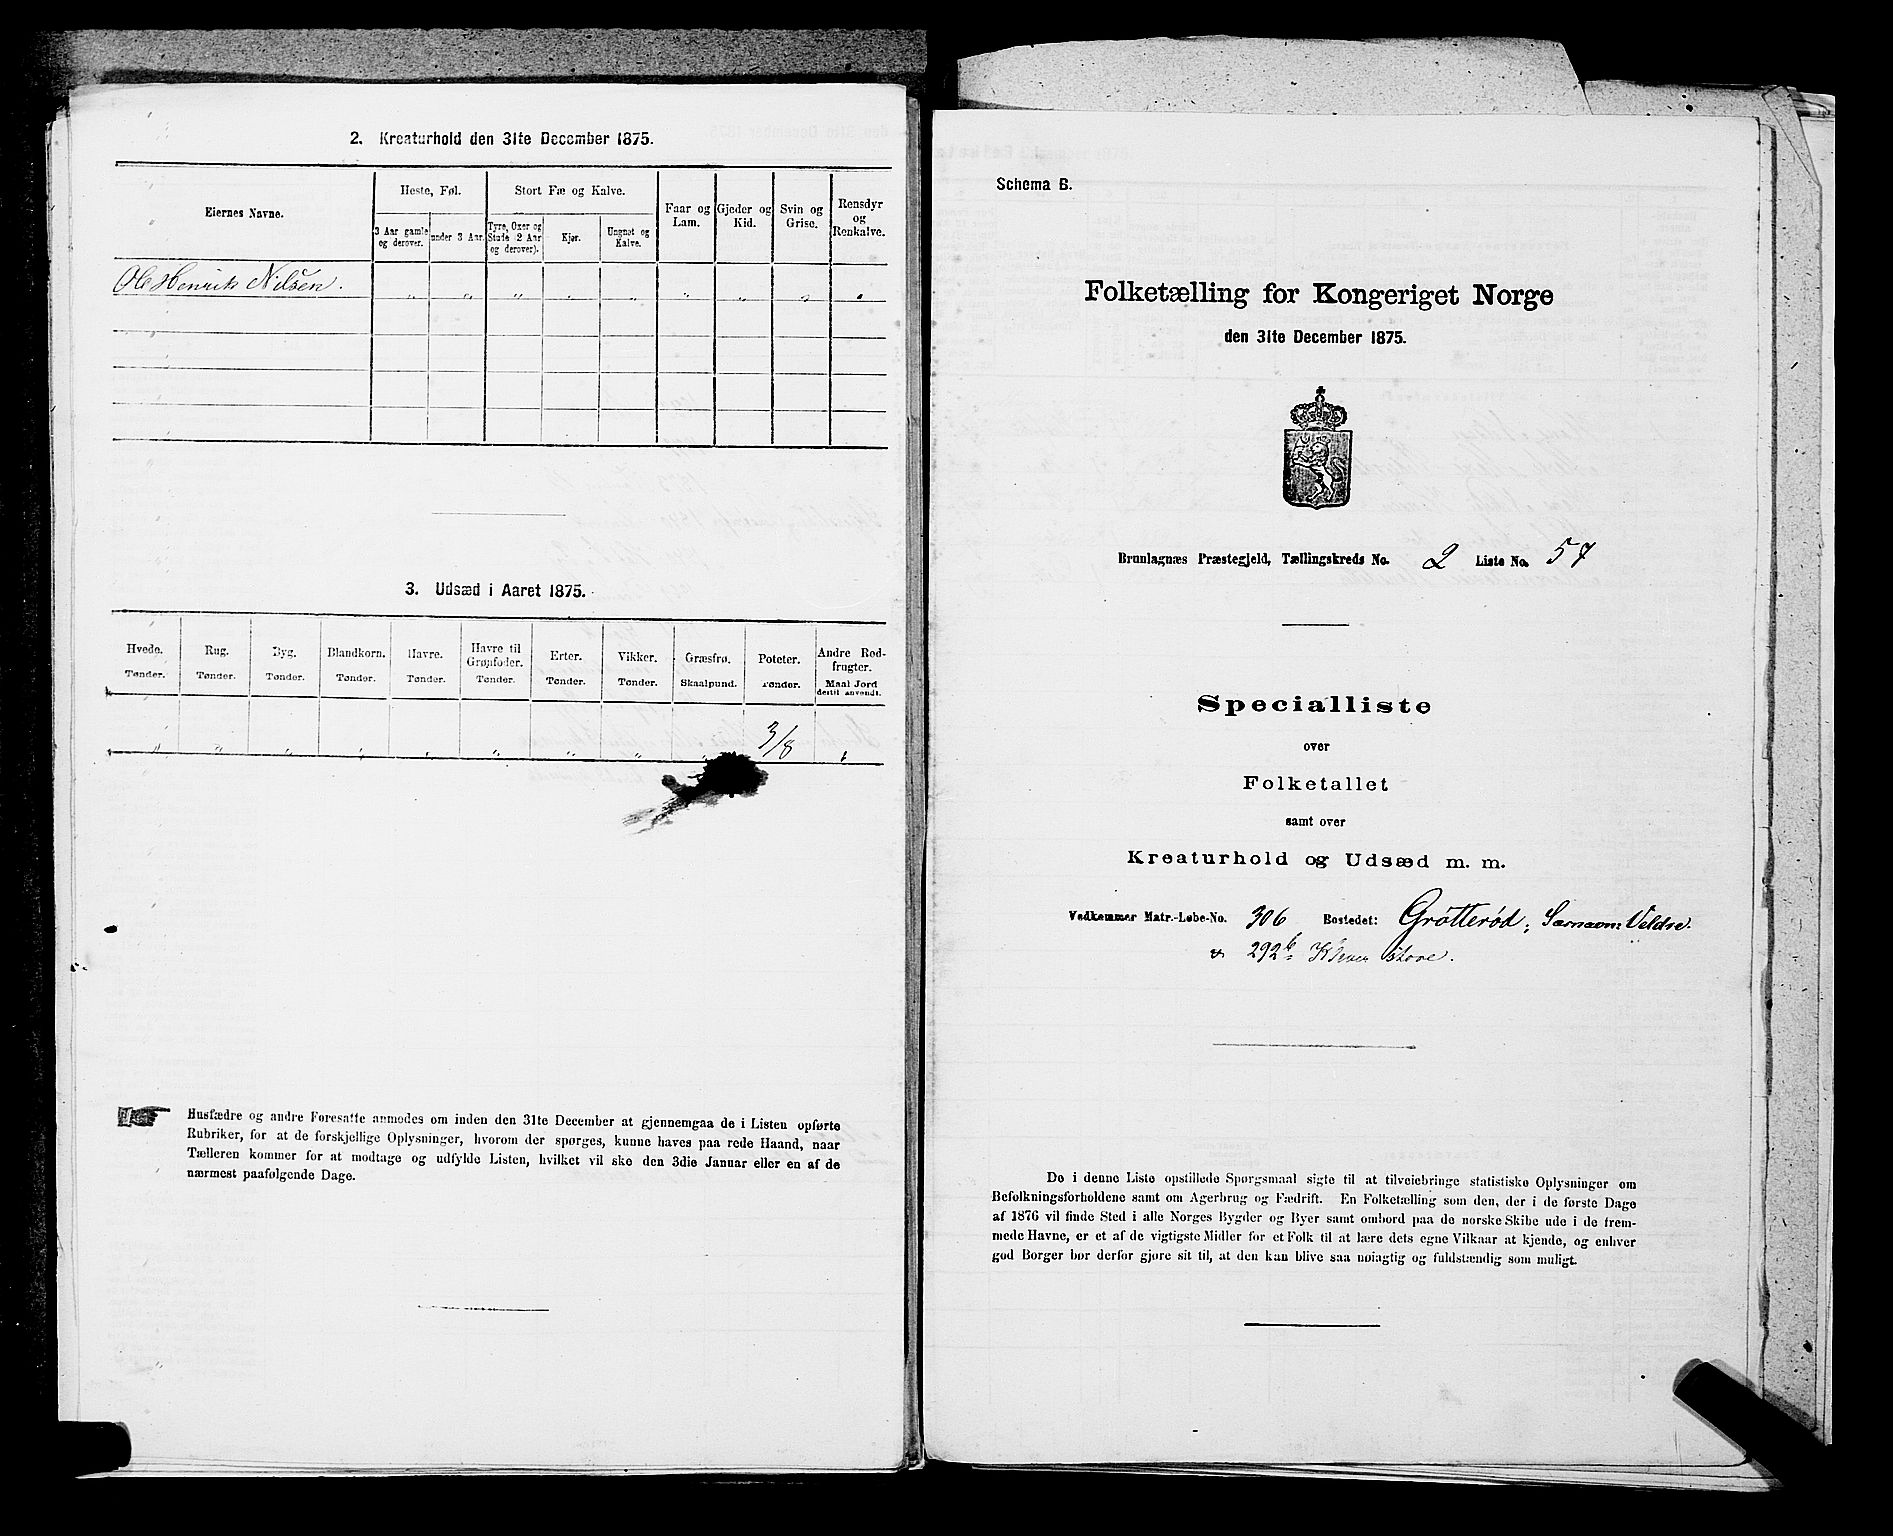 2. Kreaturhold den 31te December 1875.
Eiernes Navne.
Heste, Føl.
Stort Fæ og Kalve.
Faar og Lam.
Gjeder og Kid.
Svin og Grise.
Rensdyr og Renkalve.
3 Aar gamle og derover.
under 3 Aar.
Tyre, Oxer og Stude (2 Aar og derover).
Kjør.
Ungnøt og Kalve.
Ole Henrik Nilsen. " " " " " " " " "
3. Udsæd i Aaret 1875.
Hvede. Rug. Byg. Blandkorn. Havre. Havre til Grønfoder. Erter. Vikker. Græsfrø. Poteter. Andre Rodfrugter.
Tønder. Tønder. Tønder. Tønder. Tønder. Tønder. Tønder. Tønder. Skaalpund. Tønder. Maal Jord dertil anvendt.
" " " " " " " " " 3/8 "
Husfædre og andre Foresatte anmodes om inden den 31te December at gjennemgaa de i Listen opførte
Rubriker, for at de forskjellige Oplysninger, hvorom der spørges, kunne haves paa rede Haand, naar
Tælleren kommer for at modtage og udfylde Listen, hvilket vil ske den 3die Januar eller en af de
nærmest paafølgende Dage.
Schema B.
Folketælling for Kongeriget Norge
den 31te December 1875.
Brunlagnæs Præstegjeld, Tællingskreds No. 2 Liste No. 57
Specialliste
over
Folketallet
samt over
Kreaturhold og Udsæd m. m.
Vedkommer Matr.-Løbe-No. 306 Bostedet: Grøtterød; Særnavn: Veldre.
292b
De i denne Liste opstillede Spørgsmaal sigte til at tilveiebringe statistiske Oplysninger om
Befolkningsforholdene samt om Agerbrug og Fædrift. En Folketælling som den, der i de første Dage
af 1876 vil finde Sted i alle Norges Bygder og Byer samt ombord paa de norske Skibe ude i de frem-
mede Havne, er et af de vigtigste Midler for et Folk til at lære dets egne Vilkaar at kjende, og enhver
god Borger bør derfor gjøre sit til, at den kan blive saa nøiagtig og fuldstændig som muligt.